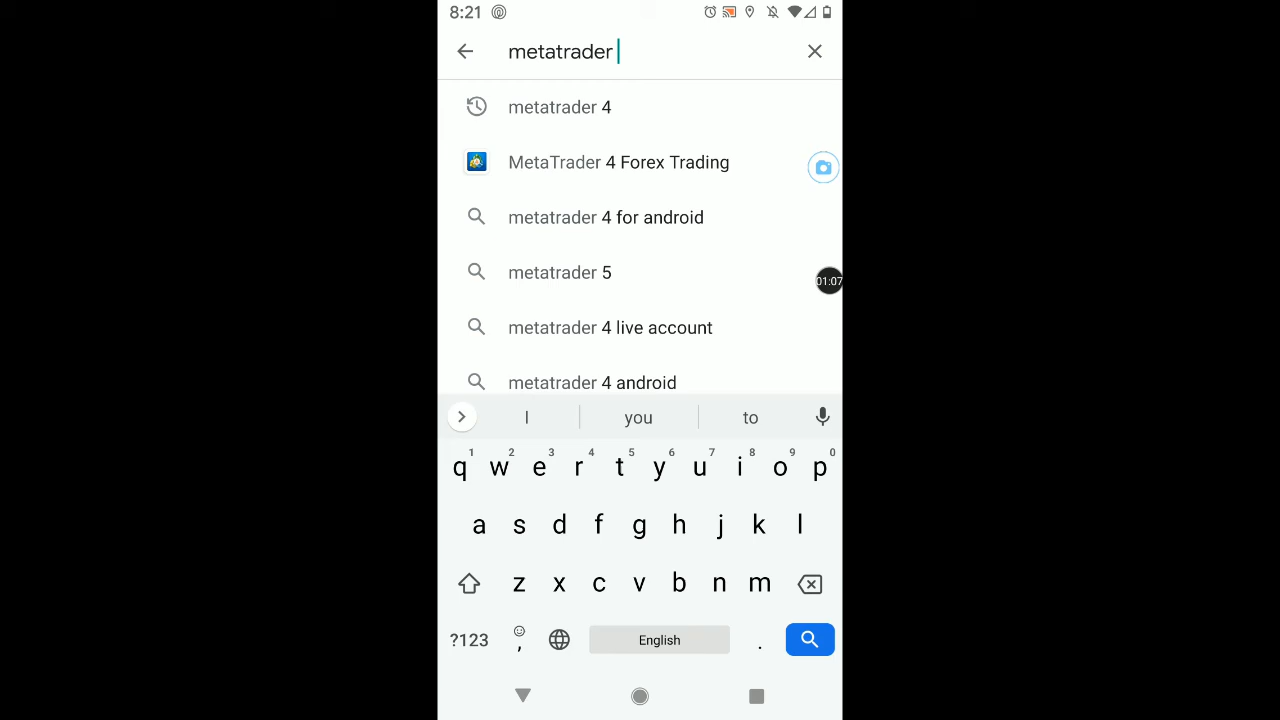 8:21
metatrader
metatrader 4
MetaTrader 4 Forex Trading
metatrader 4 for android
metatrader 5
01:07
metatrader 4 live account
metatrader 4 android
I you to
1 2 3 4 5 6 7 8 9 0
q w e r t y u i o p
a s d f g h j k l
z x c v b n m
?123 , English .